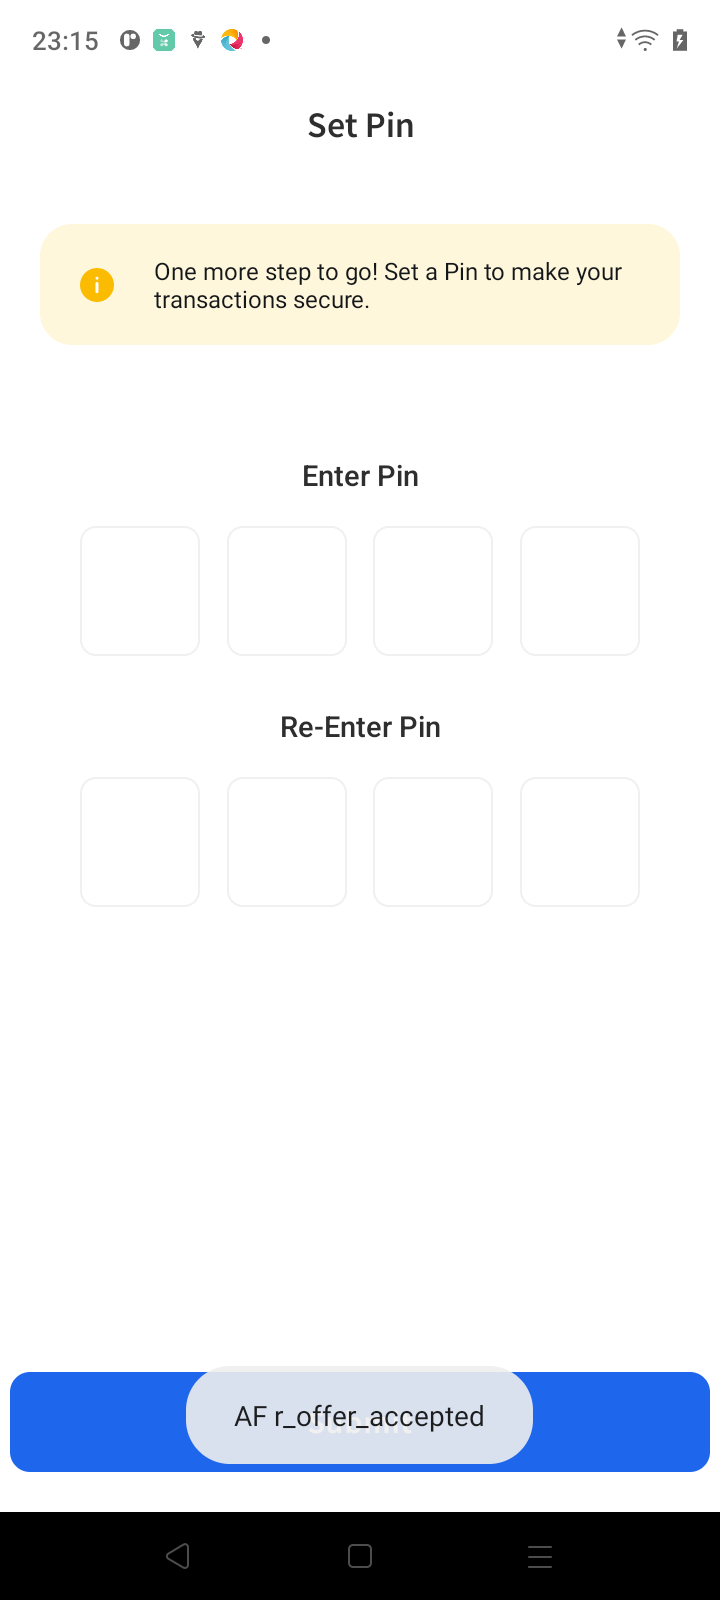 23:15
Set Pin
One more step to go! Set a Pin to make your
transactions secure.
Enter Pin
Re-Enter Pin
AF r_offer_accepted